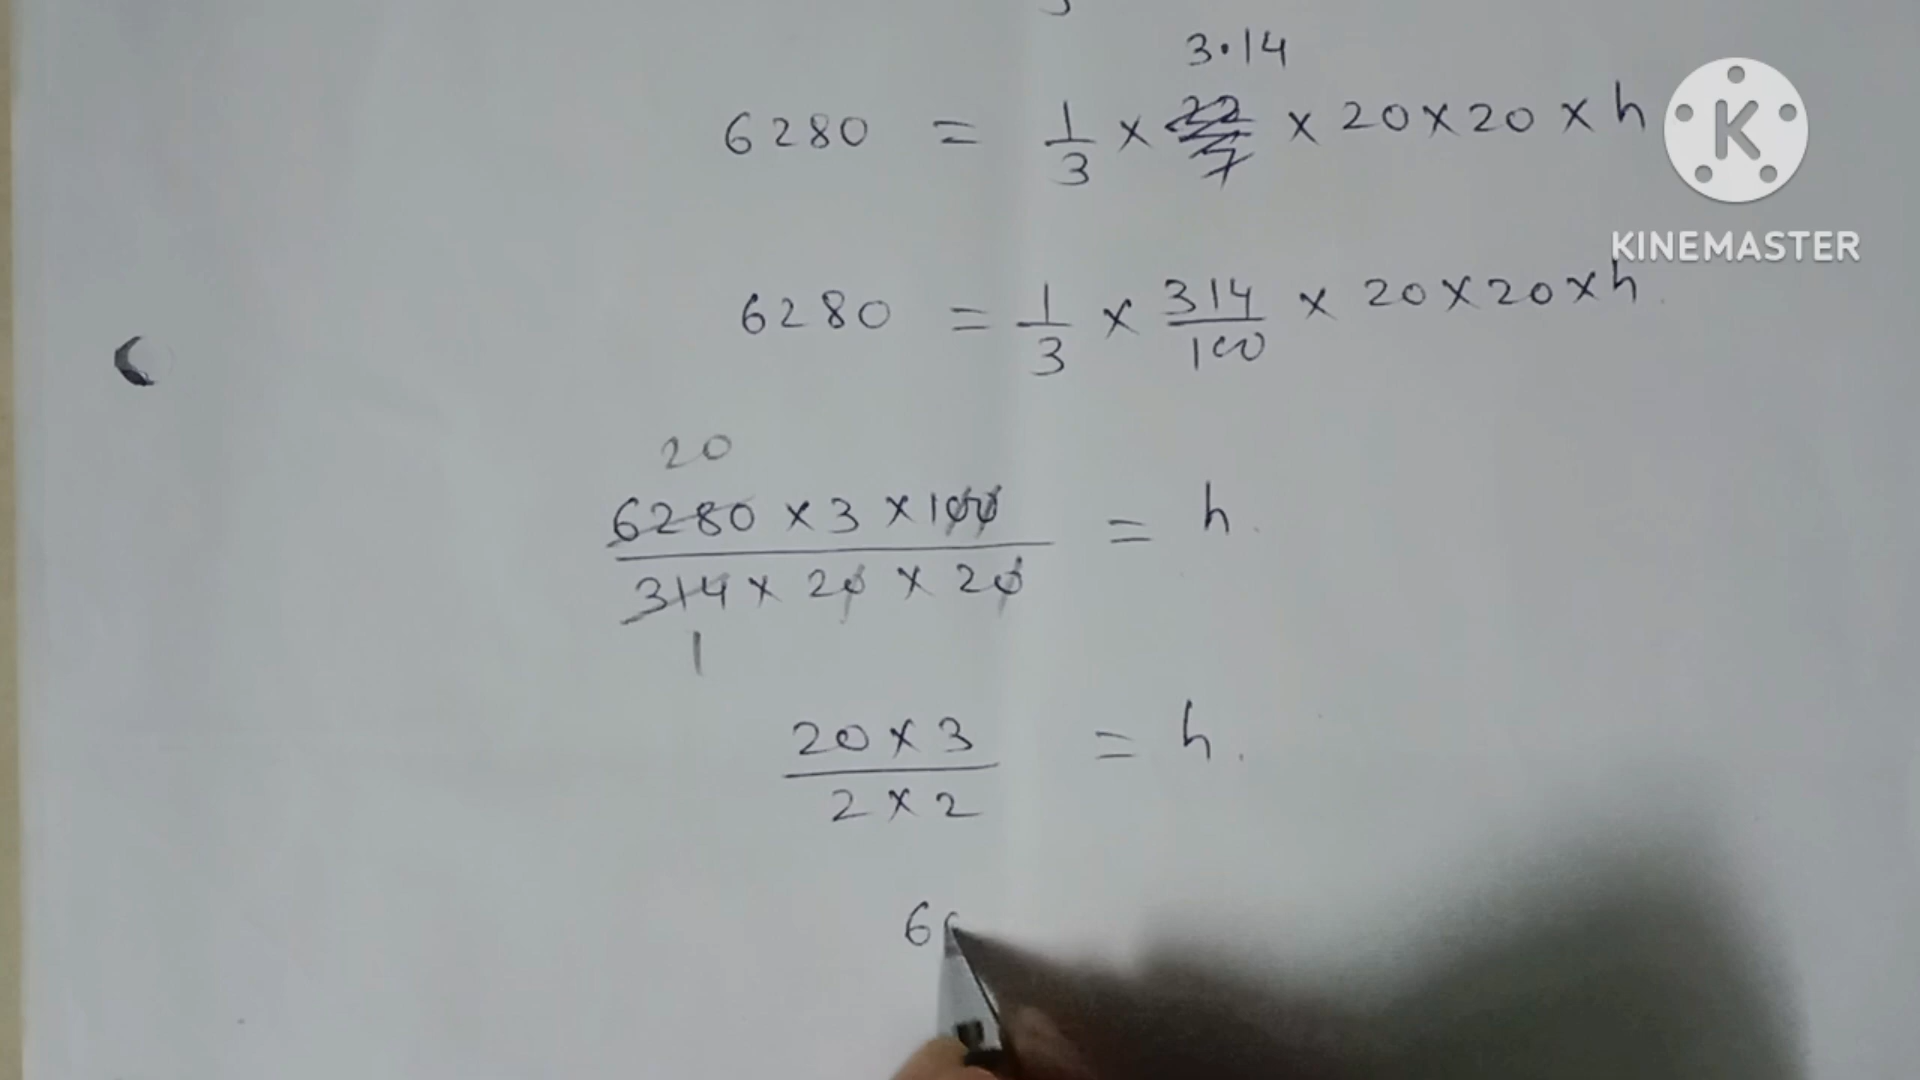 3.14
6280 = 1/3 × 22/7 × 20 × 20 × h
K
KINEMASTER
6280 = 1/3 × 314/100 × 20 × 20 × h
20
6280 × 3 × 100 / 314 × 20 × 20 = h.
1
20 × 3 / 2 × 2 = h.
6